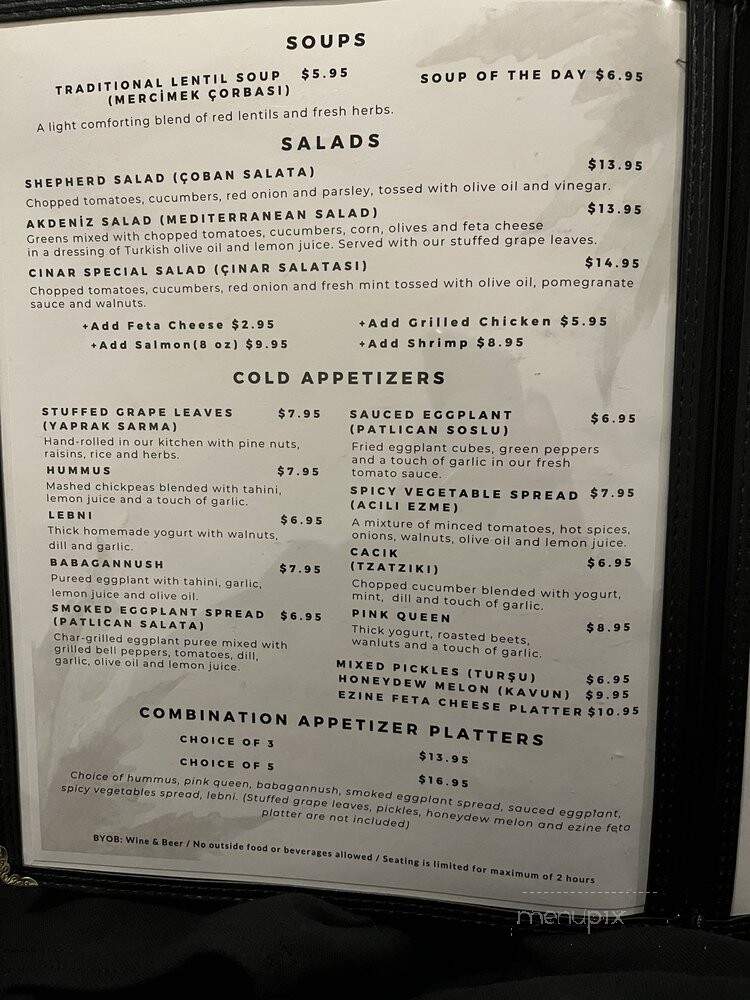 SOUPS
TRADITIONAL LENTIL SOUP $5.95
(MERCİMEK ÇORBASI)
A light comforting blend of red lentils and fresh herbs.
SOUP OF THE DAY $6.95
SALADS
SHEPHERD SALAD (ÇOBAN SALATA) $13.95
Chopped tomatoes, cucumbers, red onion and parsley, tossed with olive oil and vinegar.
AKDENİZ SALAD (MEDITERRANEAN SALAD) $13.95
Greens mixed with chopped tomatoes, cucumbers, corn, olives and feta cheese
in a dressing of Turkish olive oil and lemon juice. Served with our stuffed grape leaves.
CINAR SPECIAL SALAD (ÇINAR SALATASI) $14.95
Chopped tomatoes, cucumbers, red onion and fresh mint tossed with olive oil, pomegranate
sauce and walnuts.
+Add Feta Cheese $2.95 +Add Grilled Chicken $5.95
+Add Salmon(8 oz) $9.95 +Add Shrimp $8.95
COLD APPETIZERS
STUFFED GRAPE LEAVES $7.95
(YAPRAK SARMA)
Hand-rolled in our kitchen with pine nuts,
raisins, rice and herbs.
HUMMUS $7.95
Mashed chickpeas blended with tahini,
lemon juice and a touch of garlic.
LEBNI $6.95
Thick homemade yogurt with walnuts,
dill and garlic.
BABAGANNUSH $7.95
Pureed eggplant with tahini, garlic,
lemon juice and olive oil.
SMOKED EGGPLANT SPREAD $6.95
(PATLICAN SALATA)
Char-grilled eggplant puree mixed with
grilled bell peppers, tomatoes, dill,
garlic, olive oil and lemon juice.
SAUCED EGGPLANT $6.95
(PATLICAN SOSLU)
Fried eggplant cubes, green peppers
and a touch of garlic in our fresh
tomato sauce.
SPICY VEGETABLE SPREAD $7.95
(ACILI EZME)
A mixture of minced tomatoes, hot spices,
onions, walnuts, olive oil and lemon juice.
CACIK $6.95
(TZATZIKI)
Chopped cucumber blended with yogurt,
mint, dill and touch of garlic.
PINK QUEEN $8.95
Thick yogurt, roasted beets,
wanluts and a touch of garlic.
MIXED PICKLES (TURŞU) $6.95
HONEYDEW MELON (KAVUN) $9.95
EZINE FETA CHEESE PLATTER $10.95
COMBINATION APPETIZER PLATTERS
CHOICE OF 3 $13.95
CHOICE OF 5 $16.95
Choice of hummus, pink queen, babagannush, smoked eggplant spread, sauced eggplant,
spicy vegetables spread, lebni. (Stuffed grape leaves, pickles, honeydew melon and ezine feta
platter are not included)
BYOB: Wine & Beer / No outside food or beverages allowed / Seating is limited for maximum of 2 hours
menupix